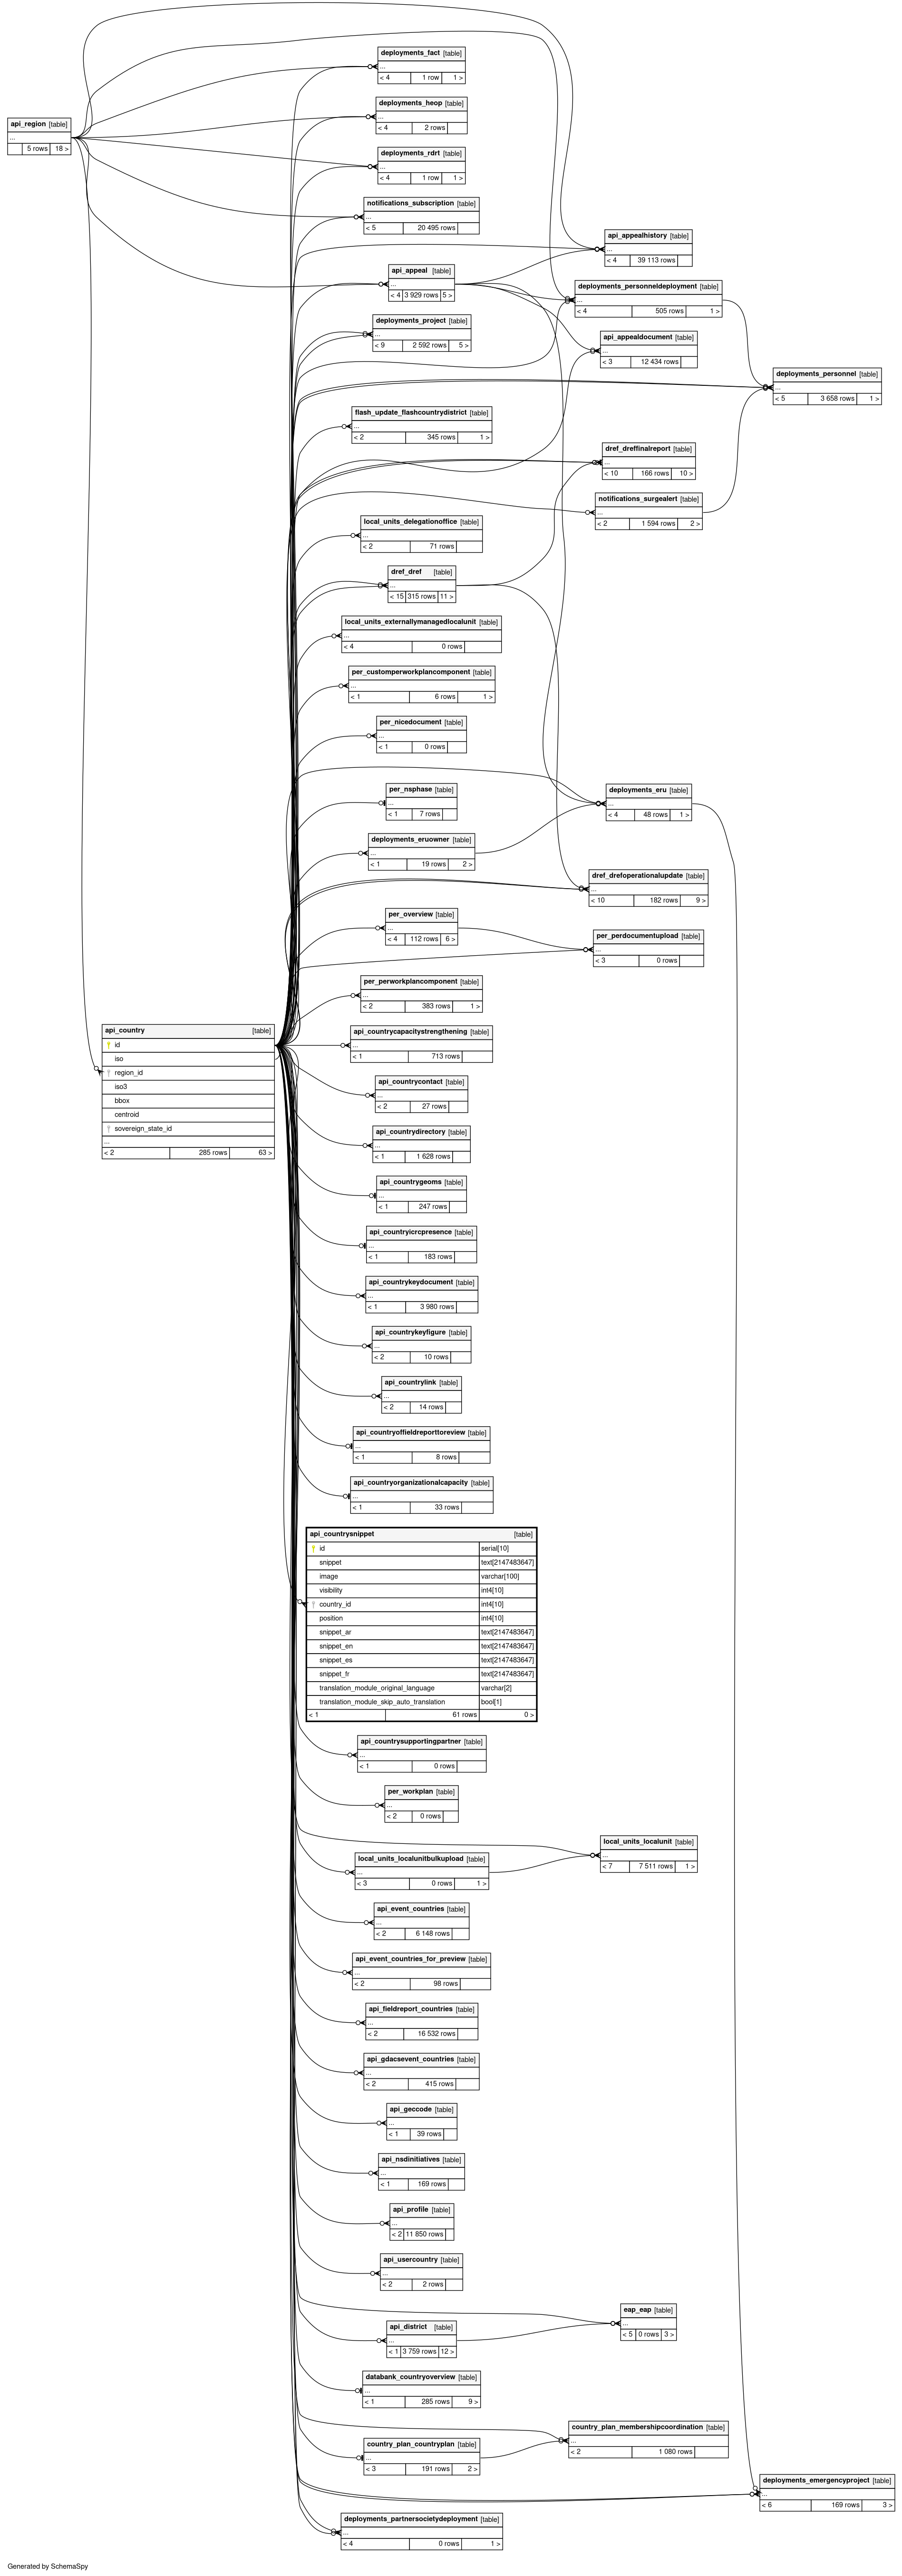 deployments_fact [table]
...
< 4 1 row 1 >
deployments_heop [table]
...
< 4 2 rows
api_region [table]
...
5 rows 18 >
deployments_rdrt [table]
...
< 4 1 row 1 >
notifications_subscription [table]
...
< 5 20 495 rows
api_appealhistory [table]
...
< 4 39 113 rows
api_appeal [table]
...
< 4 3 929 rows 5 >
deployments_personneldeployment [table]
...
< 4 505 rows 1 >
deployments_project [table]
...
< 9 2 592 rows 5 >
api_appealdocument [table]
...
< 3 12 434 rows
deployments_personnel [table]
...
< 5 3 658 rows 1 >
flash_update_flashcountrydistrict [table]
...
< 2 345 rows 1 >
dref_dreffinalreport [table]
...
< 10 166 rows 10 >
notifications_surgealert [table]
...
< 2 1 594 rows 2 >
local_units_delegationoffice [table]
...
< 2 71 rows
dref_dref [table]
...
< 15 315 rows 11 >
local_units_externallymanagedlocalunit [table]
...
< 4 0 rows
per_customperworkplancomponent [table]
...
< 1 6 rows 1 >
per_nicedocument [table]
...
< 1 0 rows
per_nsphase [table]
...
< 1 7 rows
deployments_eru [table]
...
< 4 48 rows 1 >
deployments_eruowner [table]
...
< 1 19 rows 2 >
dref_drefoperationalupdate [table]
...
< 10 182 rows 9 >
per_overview [table]
...
< 4 112 rows 6 >
per_perdocumentupload [table]
...
< 3 0 rows
per_perworkplancomponent [table]
...
< 2 383 rows 1 >
api_country [table]
id
iso
region_id
iso3
bbox
centroid
sovereign_state_id
...
< 2 285 rows 63 >
api_countrycapacitystrengthening [table]
...
< 1 713 rows
api_countrycontact [table]
...
< 2 27 rows
api_countrydirectory [table]
...
< 1 1 628 rows
api_countrygeoms [table]
...
< 1 247 rows
api_countryicrcpresence [table]
...
< 1 183 rows
api_countrykeydocument [table]
...
< 1 3 980 rows
api_countrykeyfigure [table]
...
< 2 10 rows
api_countrylink [table]
...
< 2 14 rows
api_countryoffieldreporttoreview [table]
...
< 1 8 rows
api_countryorganizationalcapacity [table]
...
< 1 33 rows
api_countrysnippet [table]
id serial[10]
snippet text[2147483647]
image varchar[100]
visibility int4[10]
country_id int4[10]
position int4[10]
snippet_ar text[2147483647]
snippet_en text[2147483647]
snippet_es text[2147483647]
snippet_fr text[2147483647]
translation_module_original_language varchar[2]
translation_module_skip_auto_translation bool[1]
< 1 61 rows 0 >
api_countrysupportingpartner [table]
...
< 1 0 rows
per_workplan [table]
...
< 2 0 rows
local_units_localunit [table]
...
< 7 7 511 rows 1 >
local_units_localunitbulkupload [table]
...
< 3 0 rows 1 >
api_event_countries [table]
...
< 2 6 148 rows
api_event_countries_for_preview [table]
...
< 2 98 rows
api_fieldreport_countries [table]
...
< 2 16 532 rows
api_gdacsevent_countries [table]
...
< 2 415 rows
api_geccode [table]
...
< 1 39 rows
api_nsdinitiatives [table]
...
< 1 169 rows
api_profile [table]
...
< 2 11 850 rows
api_usercountry [table]
...
< 2 2 rows
eap_eap [table]
...
< 5 0 rows 3 >
api_district [table]
...
< 1 3 759 rows 12 >
databank_countryoverview [table]
...
< 1 285 rows 9 >
country_plan_membershipcoordination [table]
...
< 2 1 080 rows
country_plan_countryplan [table]
...
< 3 191 rows 2 >
deployments_emergencyproject [table]
...
< 6 169 rows 3 >
deployments_partnersocietydeployment [table]
...
< 4 0 rows 1 >
Generated by SchemaSpy